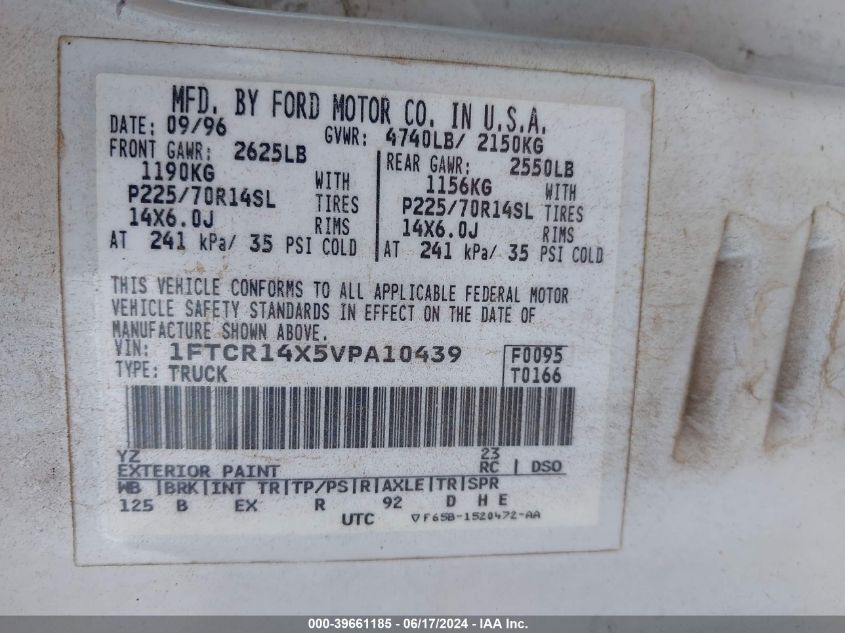 MFD. BY FORD MOTOR CO. IN U.S.A.
DATE: 09/96 GVWR: 4740LB/ 2150KG
FRONT GAWR: 2625LB REAR GAWR: 2550LB
1190KG WITH 1156KG WITH
P225/70R14SL TIRES P225/70R14SL TIRES
14X6.0J RIMS 14X6.0J RIMS
AT 241 kPa/ 35 PSI COLD AT 241 kPa/ 35 PSI COLD
THIS VEHICLE CONFORMS TO ALL APPLICABLE FEDERAL MOTOR
VEHICLE SAFETY STANDARDS IN EFFECT ON THE DATE OF
MANUFACTURE SHOWN ABOVE.
VIN: 1FTCR14X5VPA10439 F0095
TYPE: TRUCK T0166
YZ 23
EXTERIOR PAINT RC | DSO
WB |BRK|INT TR|TP/PS|R|AXLE|TR|SPR
125 B EX R 92 D H E
UTC ▽F65B-1520472-AA
000-39661185 - 06/17/2024 - IAAI Inc.